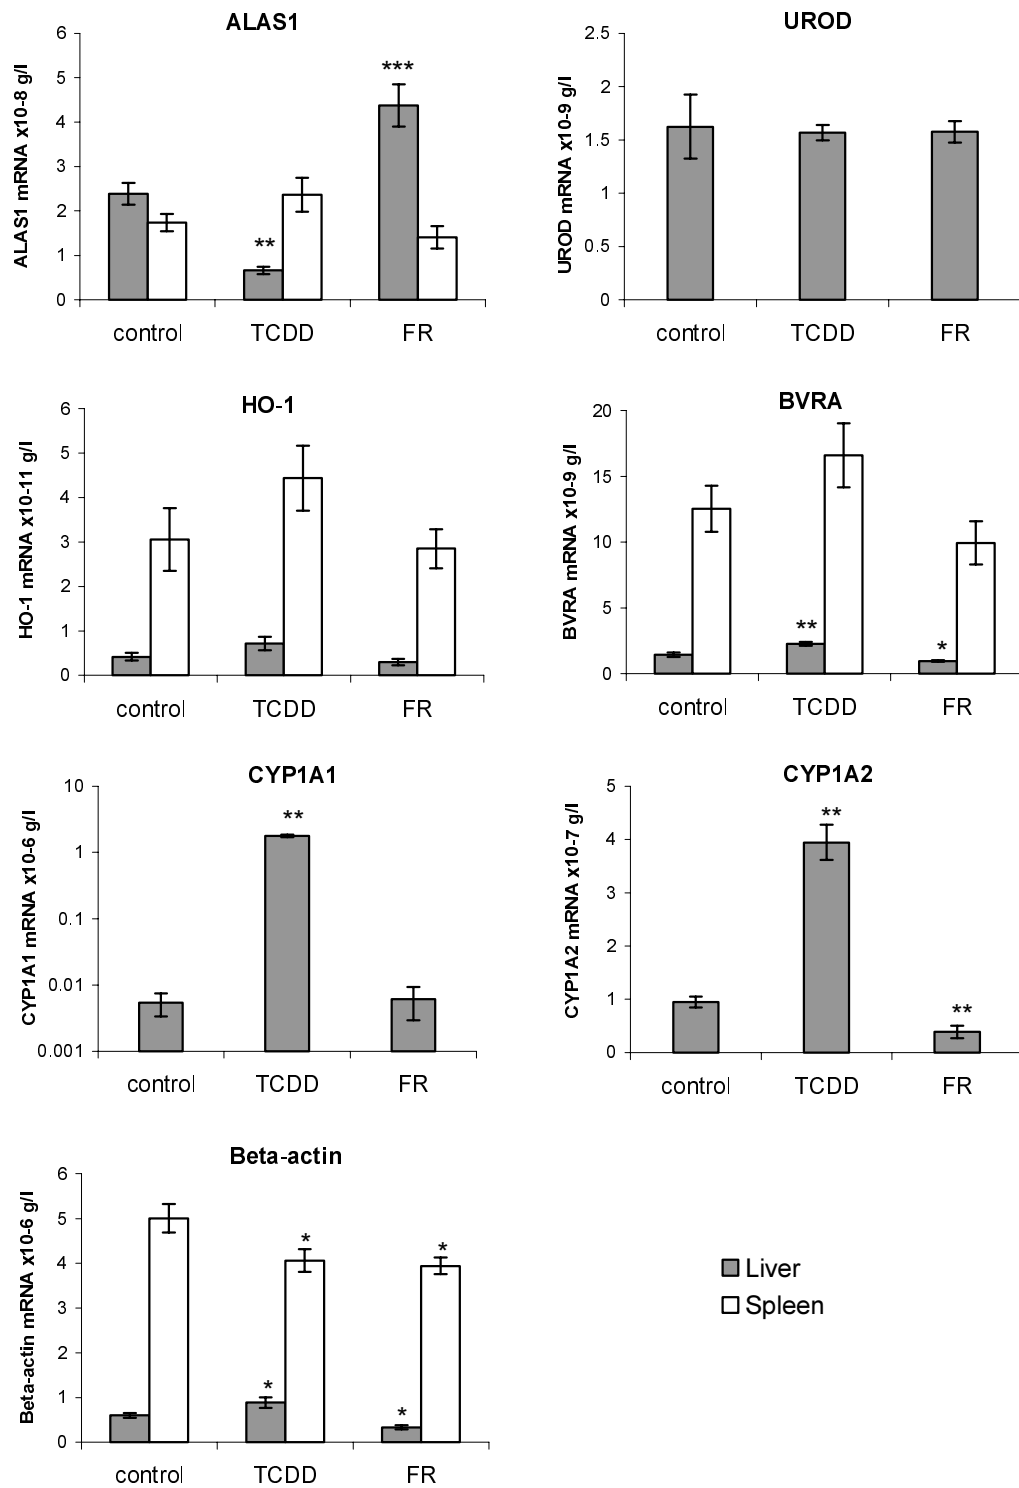 ALAS1
ALAS1 mRNA x10-8 g/l
6
5
4
3
2
1
0
**
***
control TCDD FR
UROD
UROD mRNA x10-9 g/l
2.5
2
1.5
1
0.5
0
control TCDD FR
HO-1
HO-1 mRNA x10-11 g/l
6
5
4
3
2
1
0
control TCDD FR
BVRA
BVRA mRNA x10-9 g/l
20
15
10
5
0
**
*
control TCDD FR
CYP1A1
CYP1A1 mRNA x10-6 g/l
10
1
0.1
0.01
0.001
**
control TCDD FR
CYP1A2
CYP1A2 mRNA x10-7 g/l
5
4
3
2
1
0
**
**
control TCDD FR
Beta-actin
Beta-actin mRNA x10-6 g/l
6
5
4
3
2
1
0
*
*
*
*
control TCDD FR
Liver
Spleen